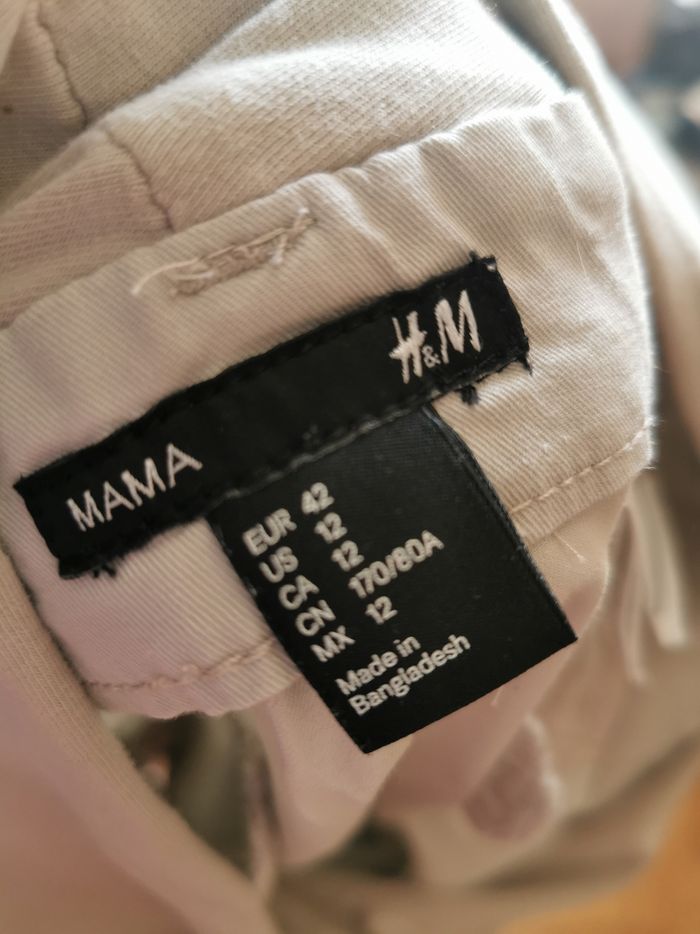 H&M
MAMA
EUR 42
US 12
CA 12
CN 170/80A
MX 12
Made in
Bangladesh